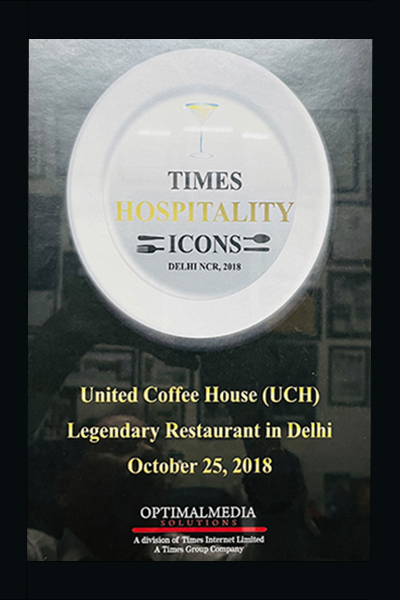 TIMES
HOSPITALITY
ICONS
DELHI NCR, 2018
United Coffee House (UCH)
Legendary Restaurant in Delhi
October 25, 2018
OPTIMALMEDIA
SOLUTIONS
A division of Times Internet Limited
A Times Group Company